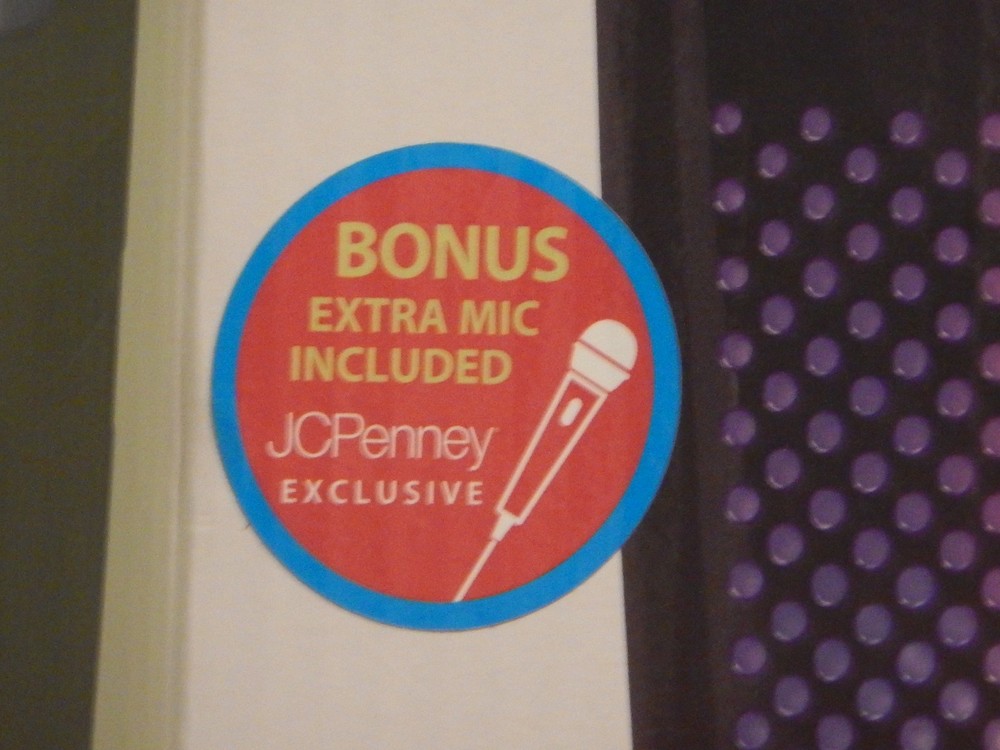 BONUS
EXTRA MIC
INCLUDED
JCPenney
EXCLUSIVE